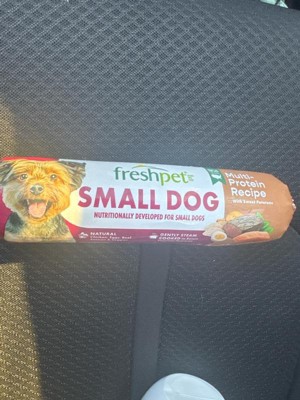 freshpet
SMALL DOG
NUTRITIONALLY DEVELOPED FOR SMALL DOGS
Multi-
Protein
Recipe
NATURAL
GENTLY STEAM
COOKED